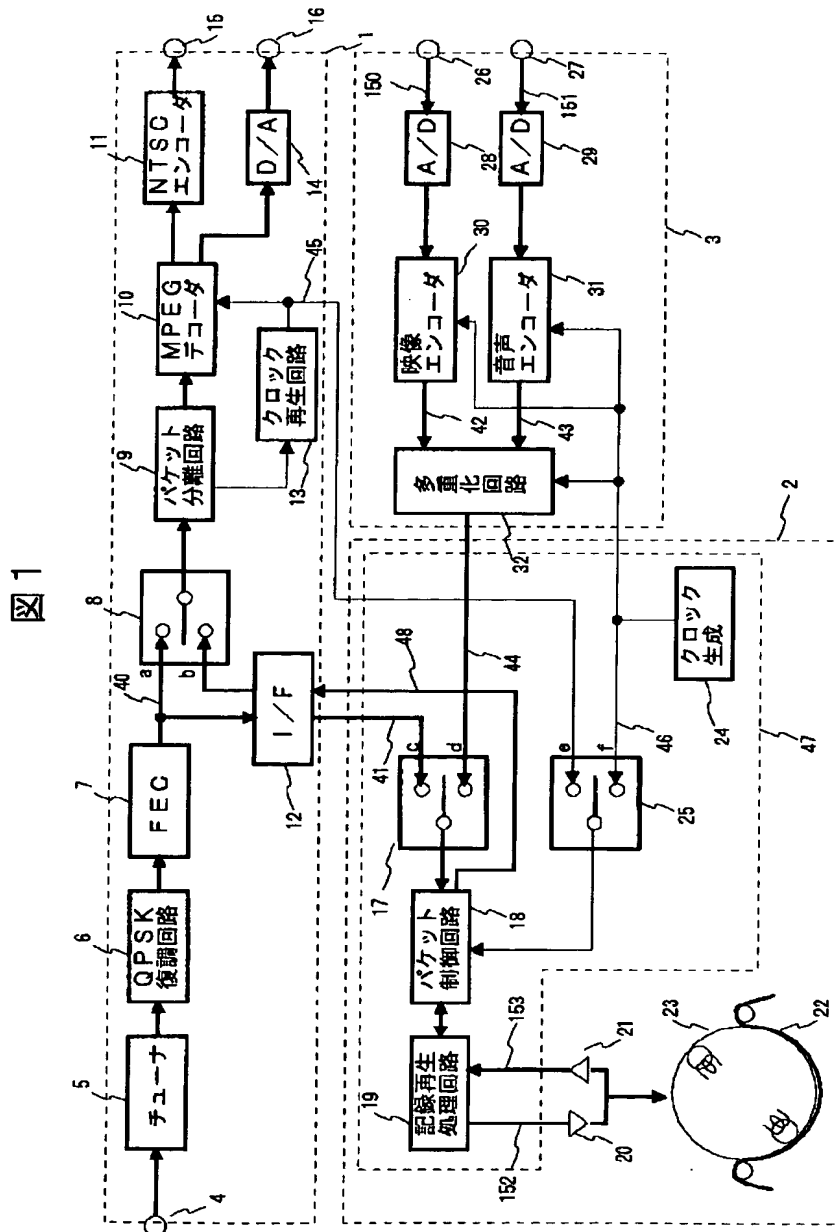 図1
4
5
チューナ
6
QPSK
復調回路
7
FEC
40
a
b
8
9
パケット
分離回路
10
MPEG
デコーダ
11
NTSC
エンコーダ
15
D/A
14
16
1
クロック
再生回路
13
45
I/F
12
41
48
c
d
17
パケット
制御回路
18
19
記録再生
処理回路
152
153
20
21
22
23
e
f
25
46
クロック
生成
24
47
2
44
多重化回路
32
42
43
映像
エンコーダ
30
音声
エンコーダ
31
A/D
28
A/D
29
150
26
151
27
3